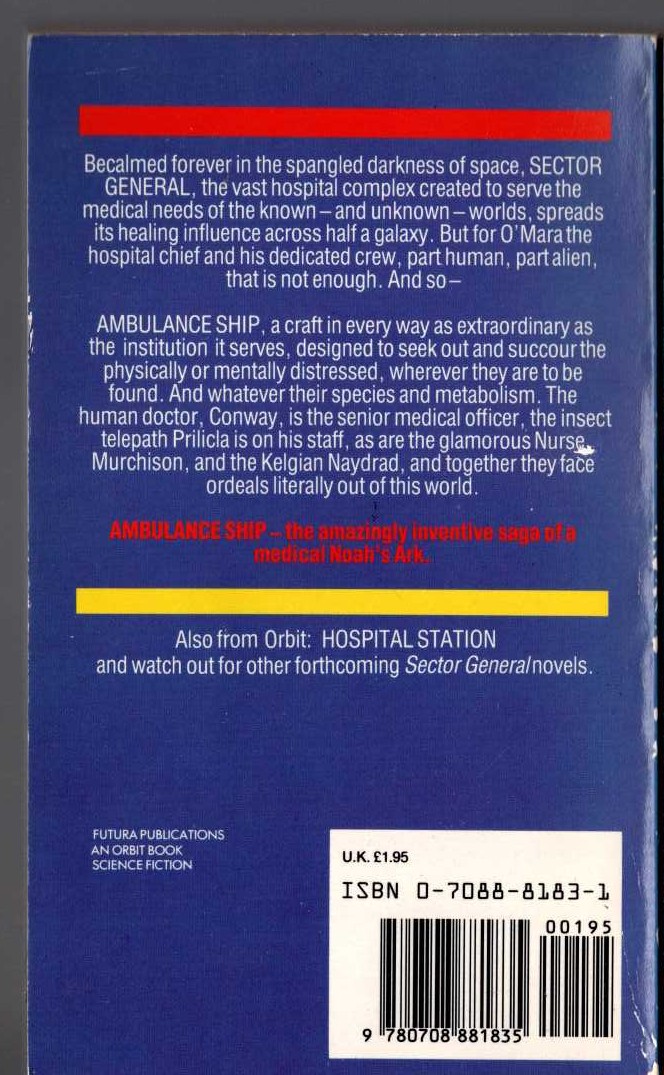 Becalmed forever in the spangled darkness of space, SECTOR
GENERAL, the vast hospital complex created to serve the
medical needs of the known – and unknown – worlds, spreads
its healing influence across half a galaxy. But for O'Mara the
hospital chief and his dedicated crew, part human, part alien,
that is not enough. And so –
AMBULANCE SHIP, a craft in every way as extraordinary as
the institution it serves, designed to seek out and succour the
physically or mentally distressed, wherever they are to be
found. And whatever their species and metabolism. The
human doctor, Conway, is the senior medical officer, the insect
telepath Prilicla is on his staff, as are the glamorous Nurse
Murchison, and the Kelgian Naydrad, and together they face
ordeals literally out of this world.
AMBULANCE SHIP – the amazingly inventive saga of a
medical Noah's Ark.
Also from Orbit: HOSPITAL STATION
and watch out for other forthcoming Sector General novels.
FUTURA PUBLICATIONS
AN ORBIT BOOK
SCIENCE FICTION
U.K. £1.95
ISBN 0-7088-8183-1
00195
9 780708 881835